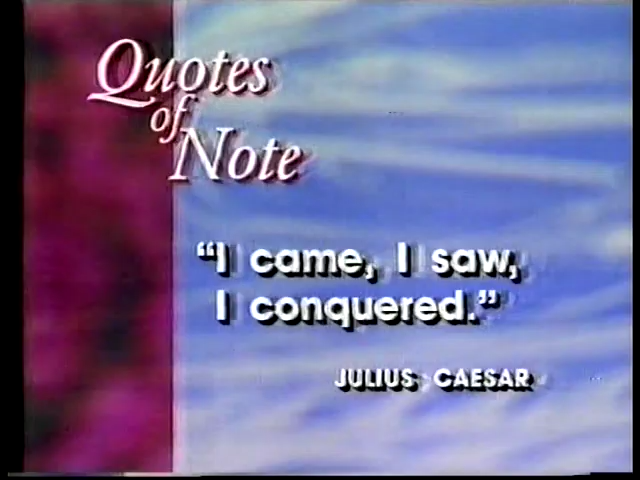 Quotes
of
Note
“I came, I saw,
I conquered.”
JULIUS CAESAR